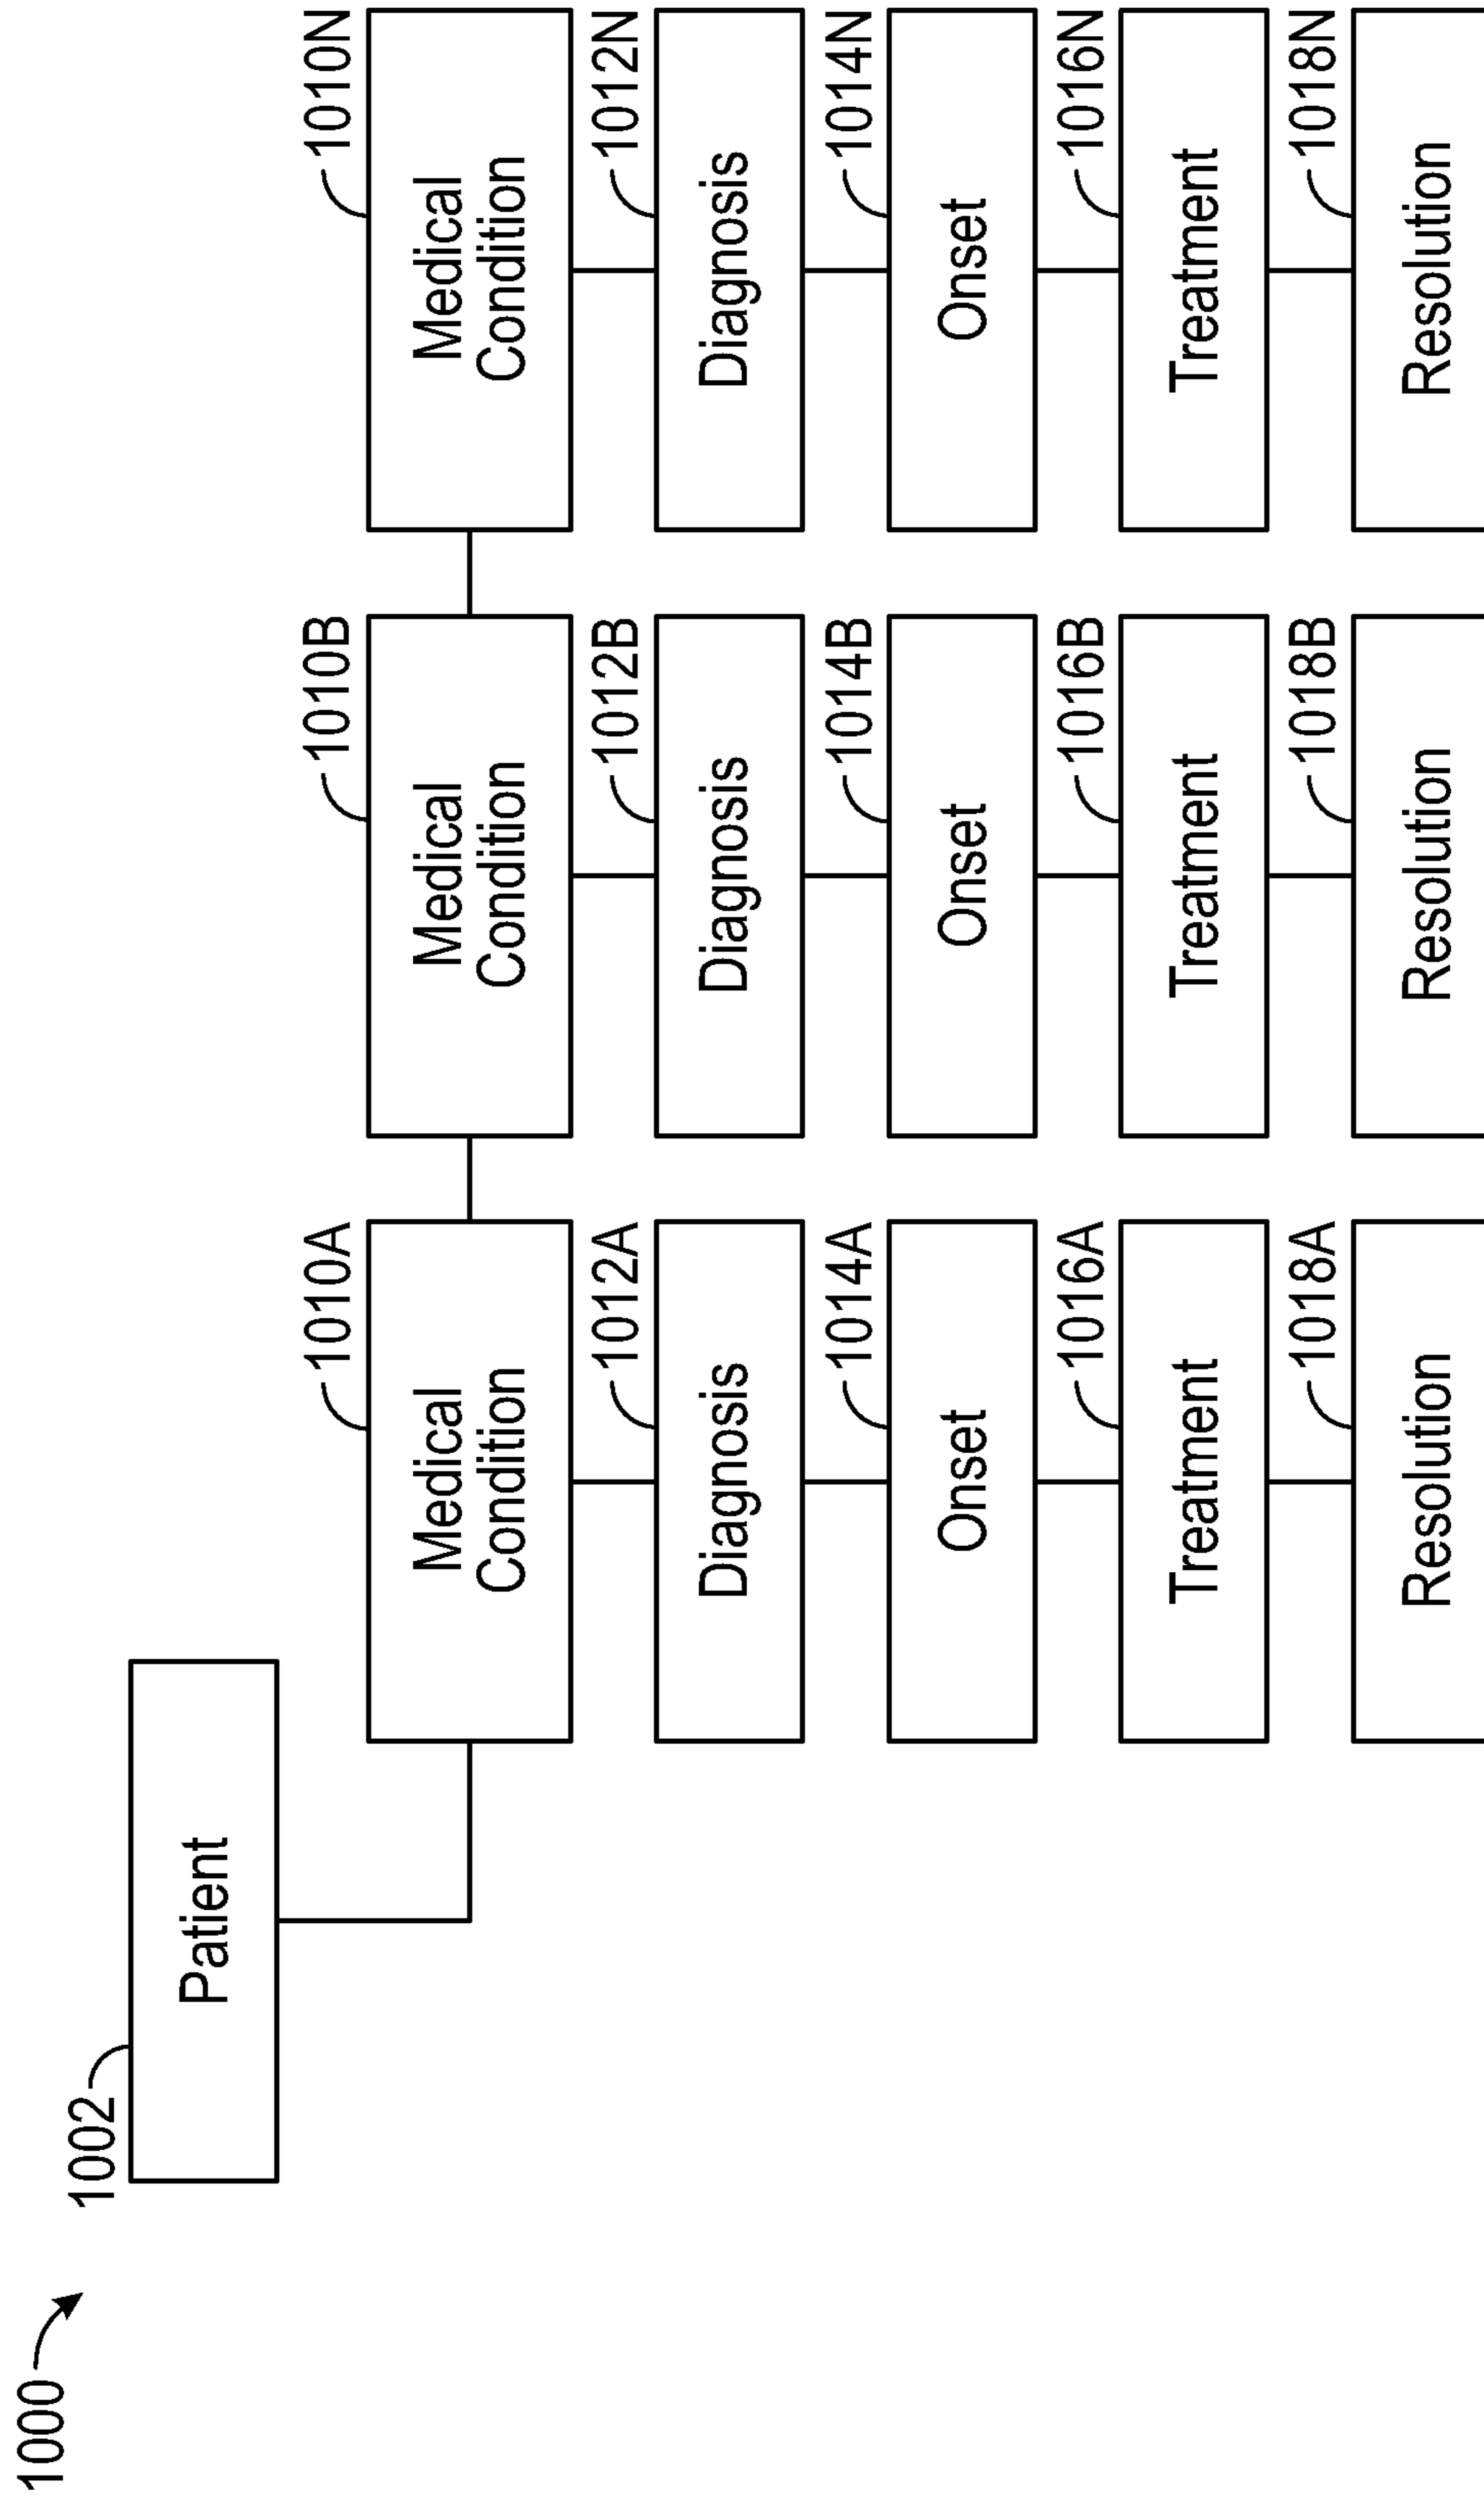 1000
1002
Patient
1010A
Medical
Condition
1010B
Medical
Condition
1010N
Medical
Condition
1012A
Diagnosis
1012B
Diagnosis
1012N
Diagnosis
1014A
Onset
1014B
Onset
1014N
Onset
1016A
Treatment
1016B
Treatment
1016N
Treatment
1018A
Resolution
1018B
Resolution
1018N
Resolution